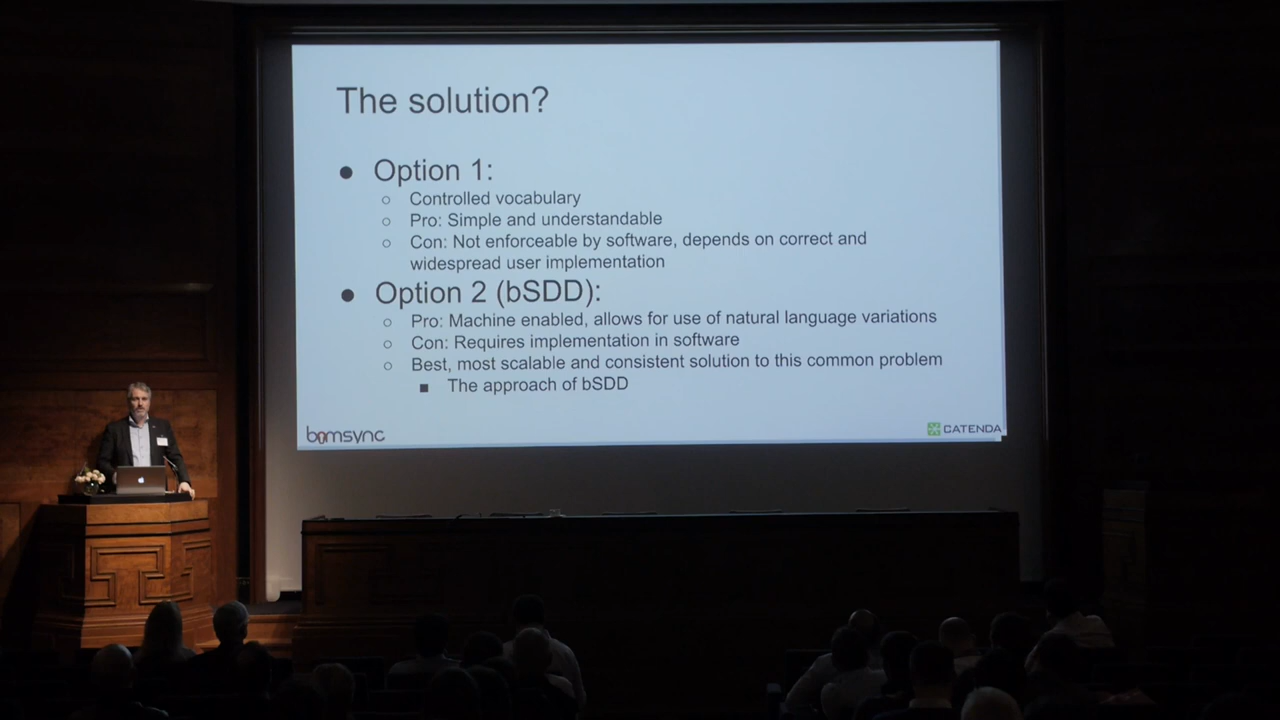 The solution?
● Option 1:
○ Controlled vocabulary
○ Pro: Simple and understandable
○ Con: Not enforceable by software, depends on correct and
widespread user implementation
● Option 2 (bSDD):
○ Pro: Machine enabled, allows for use of natural language variations
○ Con: Requires implementation in software
○ Best, most scalable and consistent solution to this common problem
■ The approach of bSDD
bimsync
CATENDA